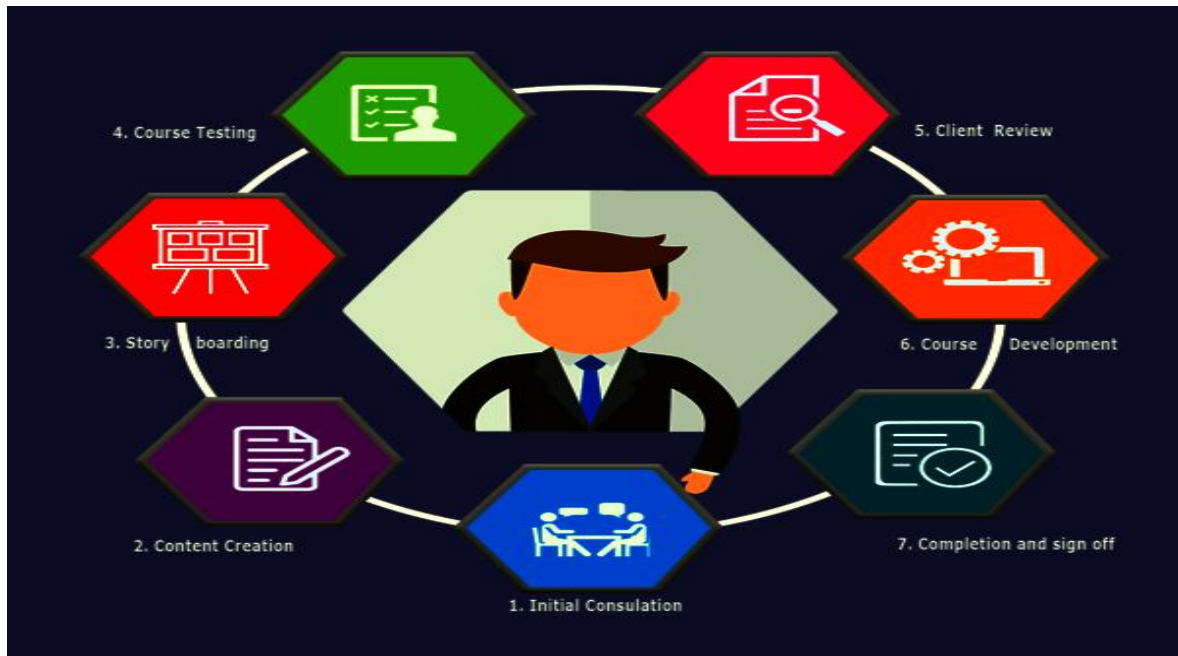 4. Course Testing
5. Client Review
3. Story boarding
6. Course Development
2. Content Creation
7. Completion and sign off
1. Initial Consulation